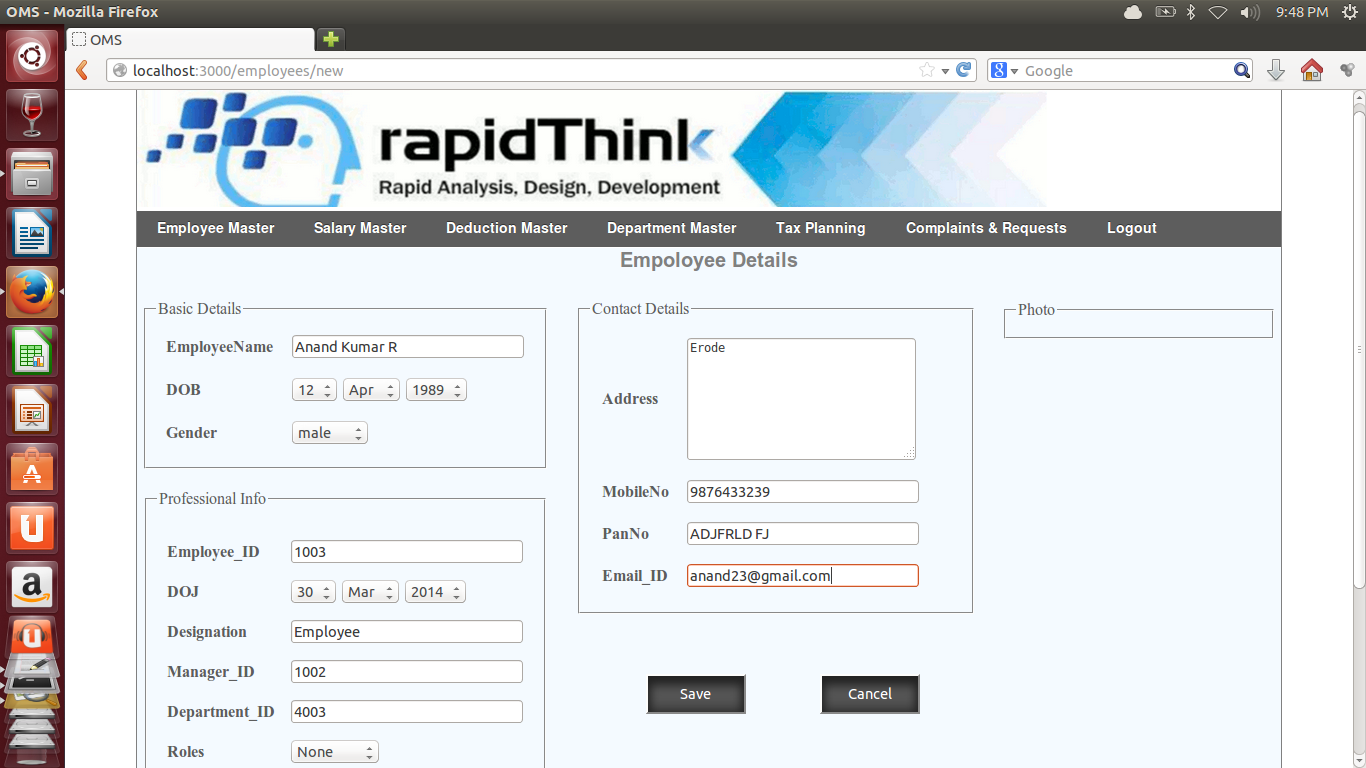 OMS - Mozilla Firefox
9:48 PM
OMS
localhost:3000/employees/new
Google
rapidThink
Rapid Analysis, Design, Development
Employee Master Salary Master Deduction Master Department Master Tax Planning Complaints & Requests Logout
Empoloyee Details
Basic Details
EmployeeName Anand Kumar R
DOB 12 Apr 1989
Gender male
Professional Info
Employee_ID 1003
DOJ 30 Mar 2014
Designation Employee
Manager_ID 1002
Department_ID 4003
Roles None
Contact Details
Address Erode
MobileNo 9876433239
PanNo ADJFRLD FJ
Email_ID anand23@gmail.com
Save Cancel
Photo